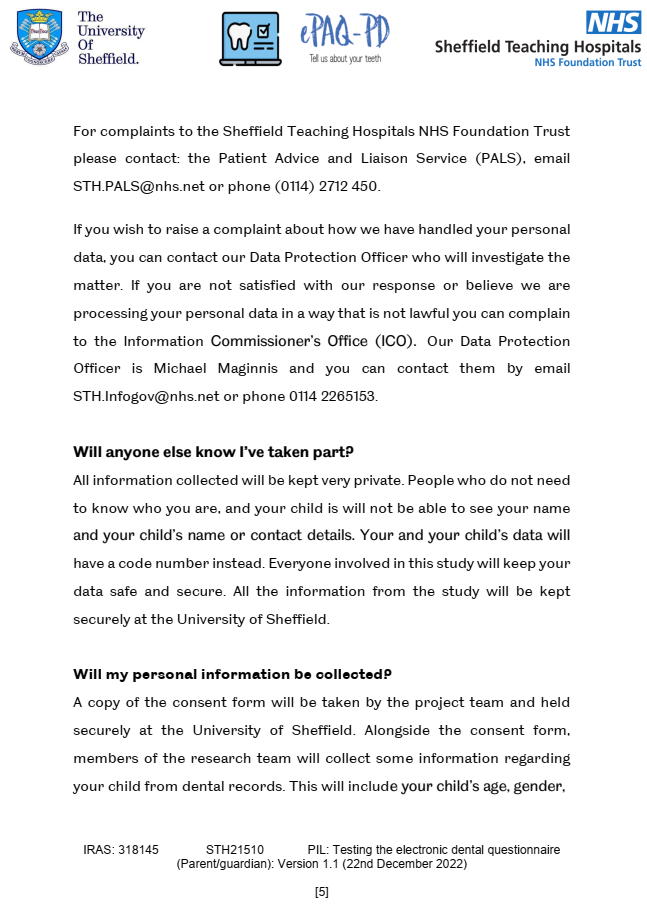 The
University
Of
Sheffield.
ePAQ-PD
Tell us about your teeth
NHS
Sheffield Teaching Hospitals
NHS Foundation Trust
For complaints to the Sheffield Teaching Hospitals NHS Foundation Trust
please contact: the Patient Advice and Liaison Service (PALS), email
STH.PALS@nhs.net or phone (0114) 2712 450.
If you wish to raise a complaint about how we have handled your personal
data, you can contact our Data Protection Officer who will investigate the
matter. If you are not satisfied with our response or believe we are
processing your personal data in a way that is not lawful you can complain
to the Information Commissioner's Office (ICO). Our Data Protection
Officer is Michael Maginnis and you can contact them by email
STH.Infogov@nhs.net or phone 0114 2265153.
Will anyone else know I've taken part?
All information collected will be kept very private. People who do not need
to know who you are, and your child is will not be able to see your name
and your child's name or contact details. Your and your child's data will
have a code number instead. Everyone involved in this study will keep your
data safe and secure. All the information from the study will be kept
securely at the University of Sheffield.
Will my personal information be collected?
A copy of the consent form will be taken by the project team and held
securely at the University of Sheffield. Alongside the consent form,
members of the research team will collect some information regarding
your child from dental records. This will include your child's age, gender,
IRAS: 318145 STH21510 PIL: Testing the electronic dental questionnaire
(Parent/guardian): Version 1.1 (22nd December 2022)
[5]